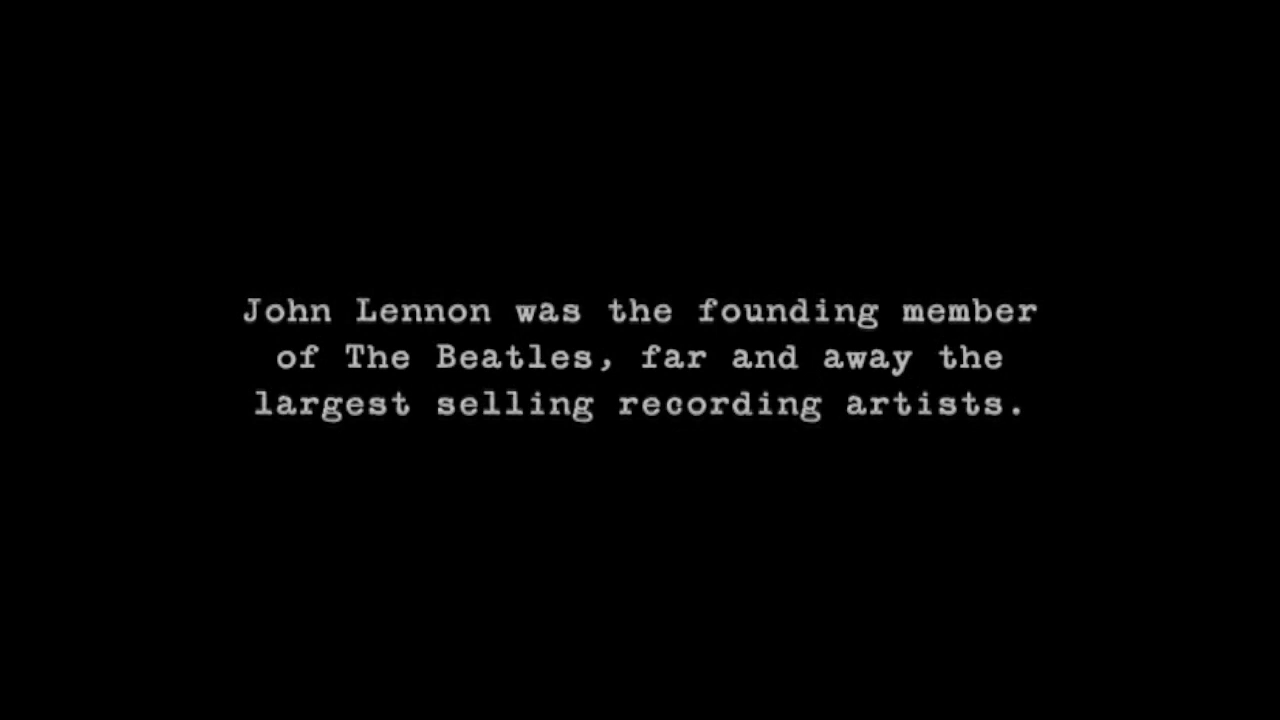 John Lennon was the founding member
of The Beatles, far and away the
largest selling recording artists.